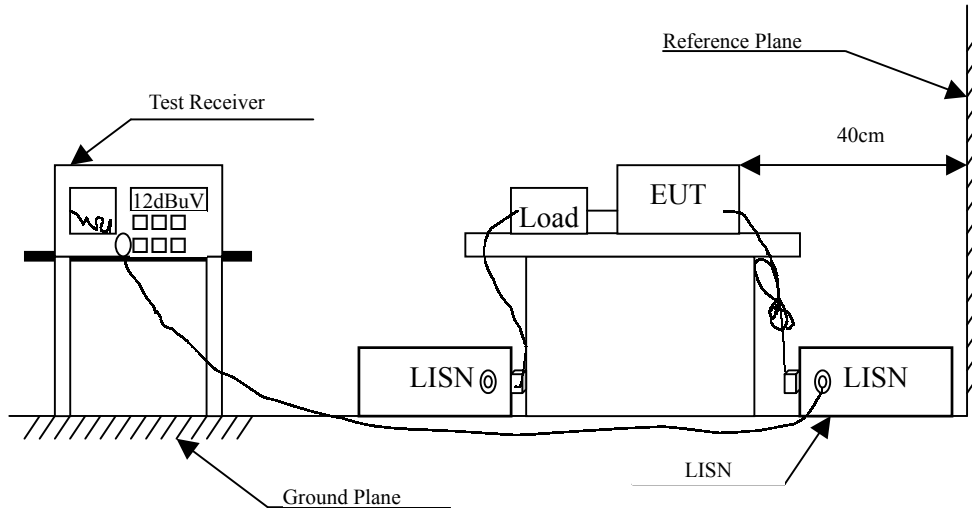 Reference Plane
Test Receiver
40cm
12dBuV
Load
EUT
LISN
LISN
LISN
Ground Plane